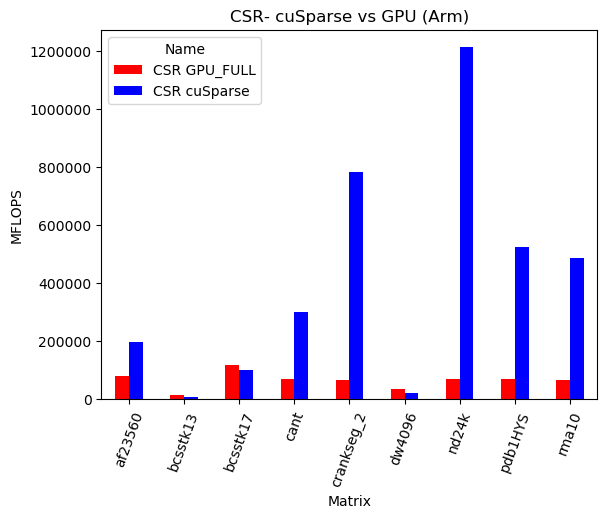 CSR- cuSparse vs GPU (Arm)
Name
CSR GPU_FULL
CSR cuSparse
MFLOPS
1200000
1000000
800000
600000
400000
200000
0
af23560
bcsstk13
bcsstk17
cant
crankseg_2
dw4096
nd24k
pdb1HYS
rma10
Matrix